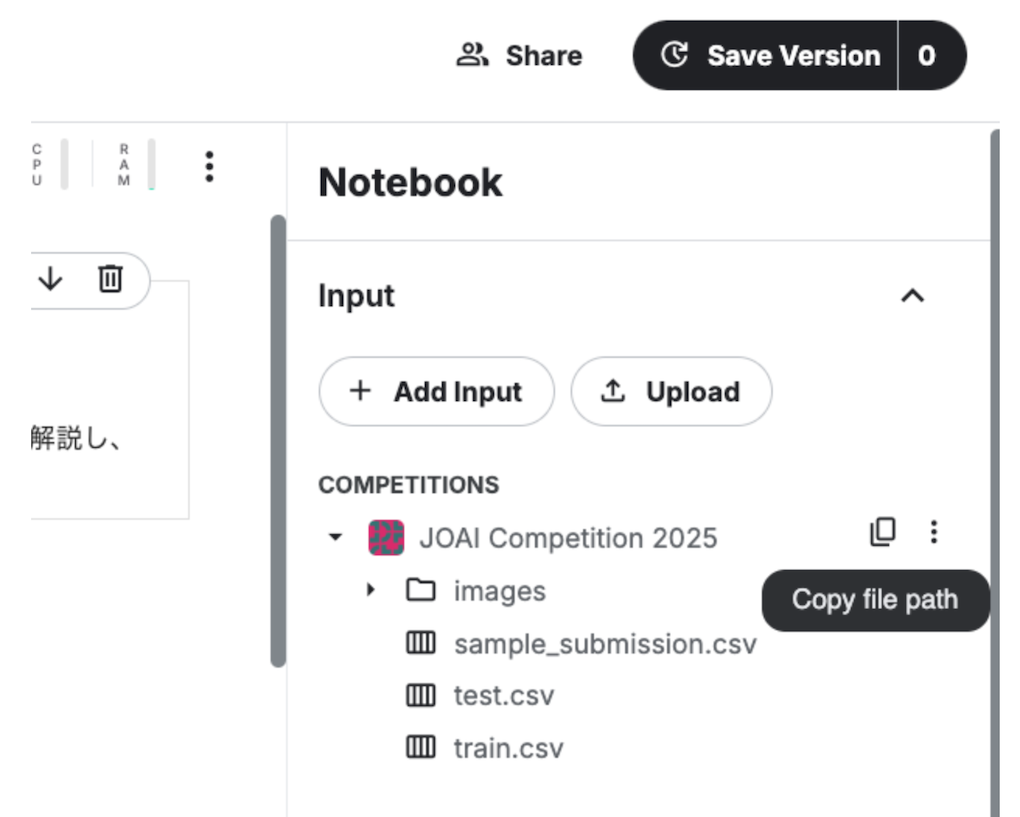 Share
Save Version 0
CPU
RAM
Notebook
Input
Add Input
Upload
解説し、
COMPETITIONS
JOAI Competition 2025
images
Copy file path
sample_submission.csv
test.csv
train.csv